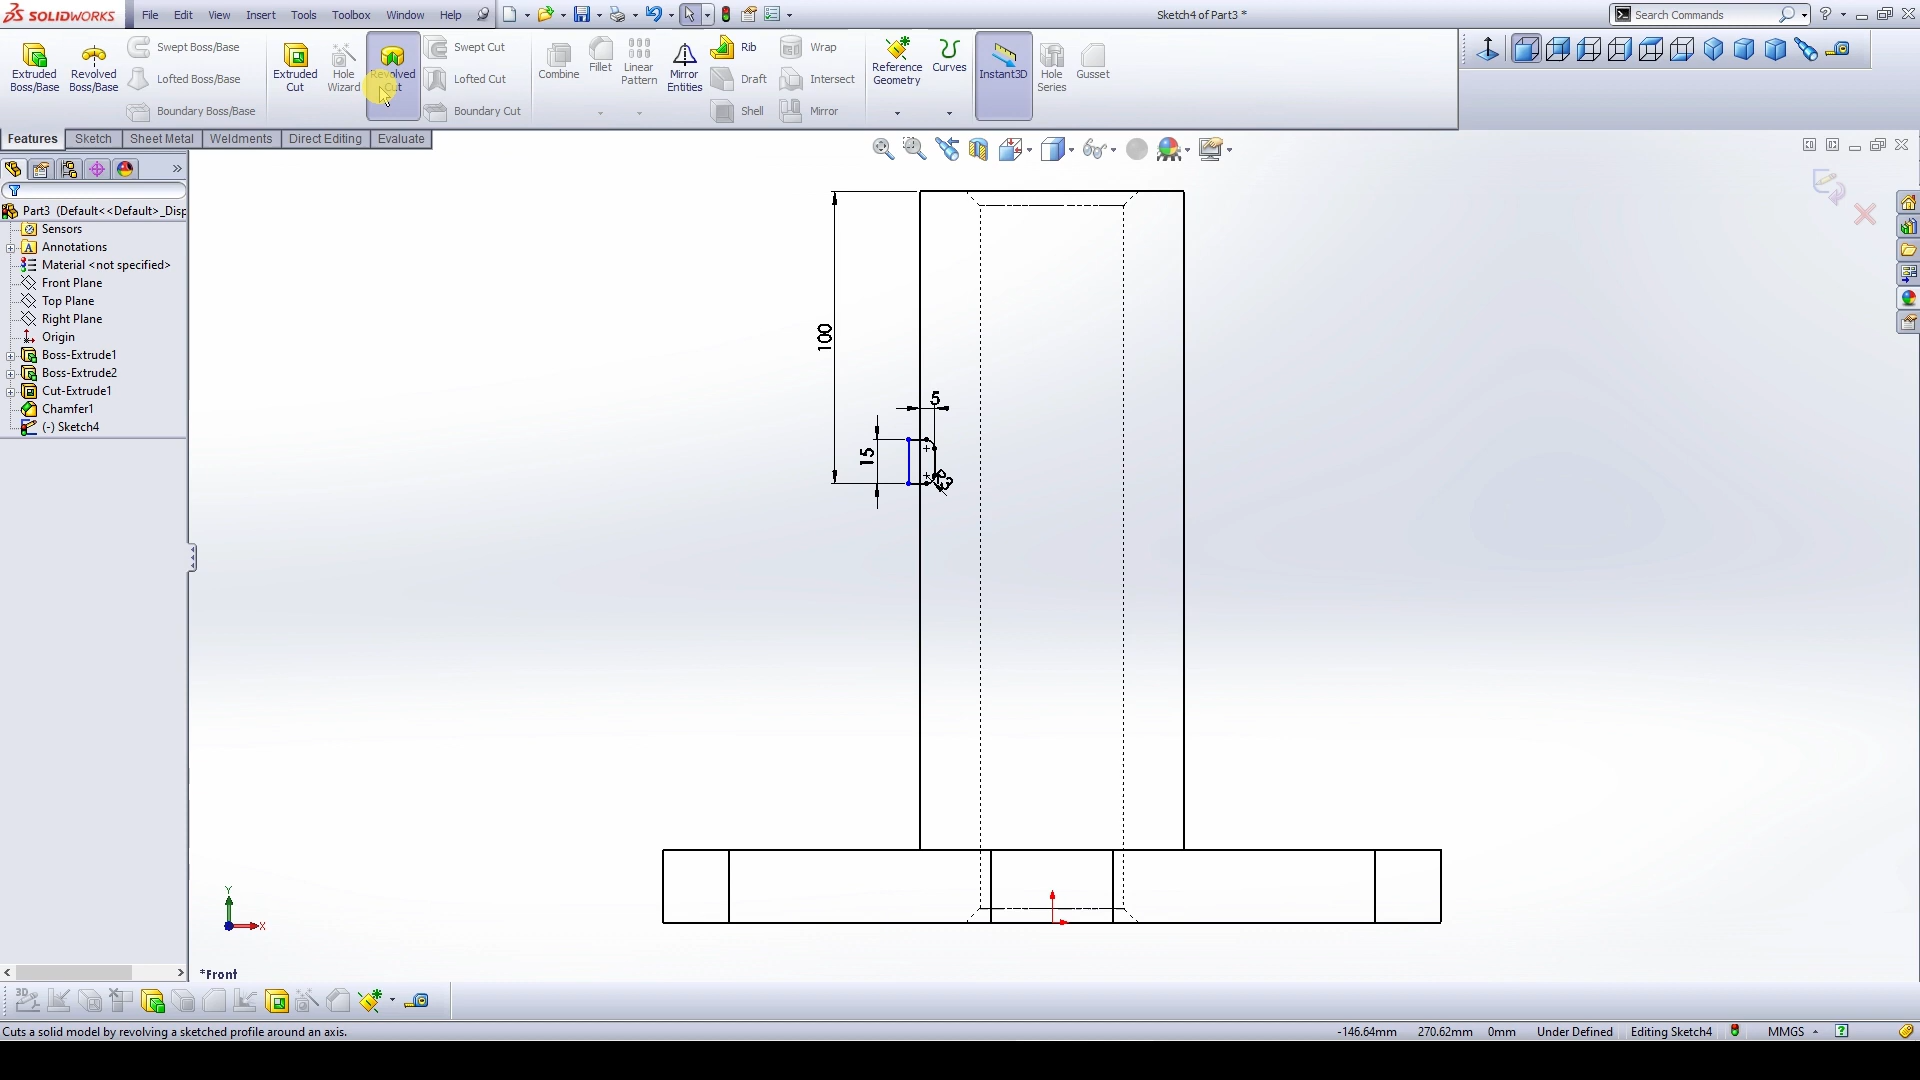 SOLIDWORKS File Edit View Insert Tools Toolbox Window Help Sketch4 of Part3 * Search Commands ?
Extruded Boss/Base
Revolved Boss/Base
Swept Boss/Base
Lofted Boss/Base
Boundary Boss/Base
Extruded Cut
Hole Wizard
Revolved Cut
Swept Cut
Lofted Cut
Boundary Cut
Combine
Fillet
Linear Pattern
Mirror Entities
Rib
Draft
Shell
Wrap
Intersect
Mirror
Reference Geometry
Curves
Instant3D
Hole Series
Gusset
Features Sketch Sheet Metal Weldments Direct Editing Evaluate
Part3 (Default<<Default>_Disp
Sensors
Annotations
Material <not specified>
Front Plane
Top Plane
Right Plane
Origin
Boss-Extrude1
Boss-Extrude2
Cut-Extrude1
Chamfer1
(-) Sketch4
100
5
15
Y
X
*Front
3D
Cuts a solid model by revolving a sketched profile around an axis. -146.64mm 270.62mm 0mm Under Defined Editing Sketch4 MMGS ?